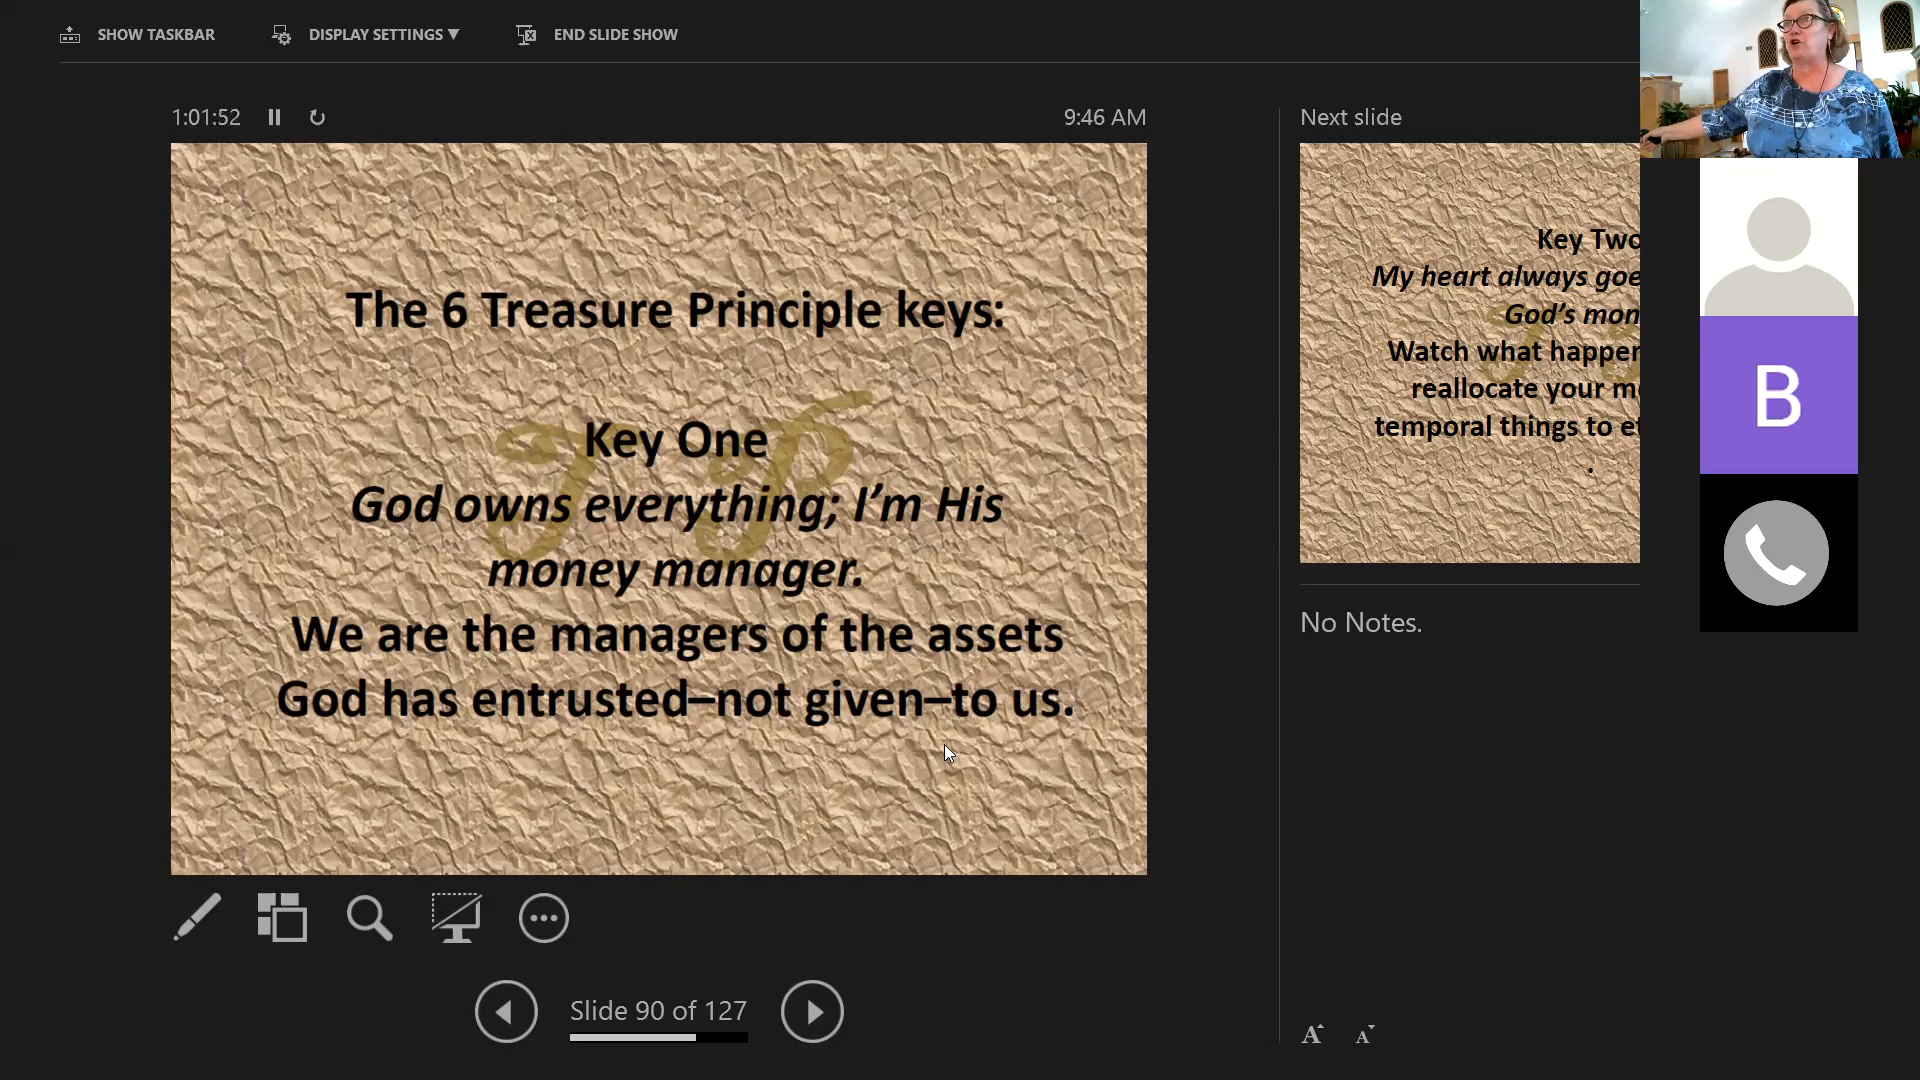 SHOW TASKBAR
DISPLAY SETTINGS ▼
END SLIDE SHOW
1:01:52
9:46 AM
Next slide
The 6 Treasure Principle keys:
Key One
God owns everything; I’m His
money manager.
We are the managers of the assets
God has entrusted–not given–to us.
Key Two
My heart always goe
God’s mon
Watch what happen
reallocate your m
temporal things to et
.
No Notes.
B
Slide 90 of 127
A A